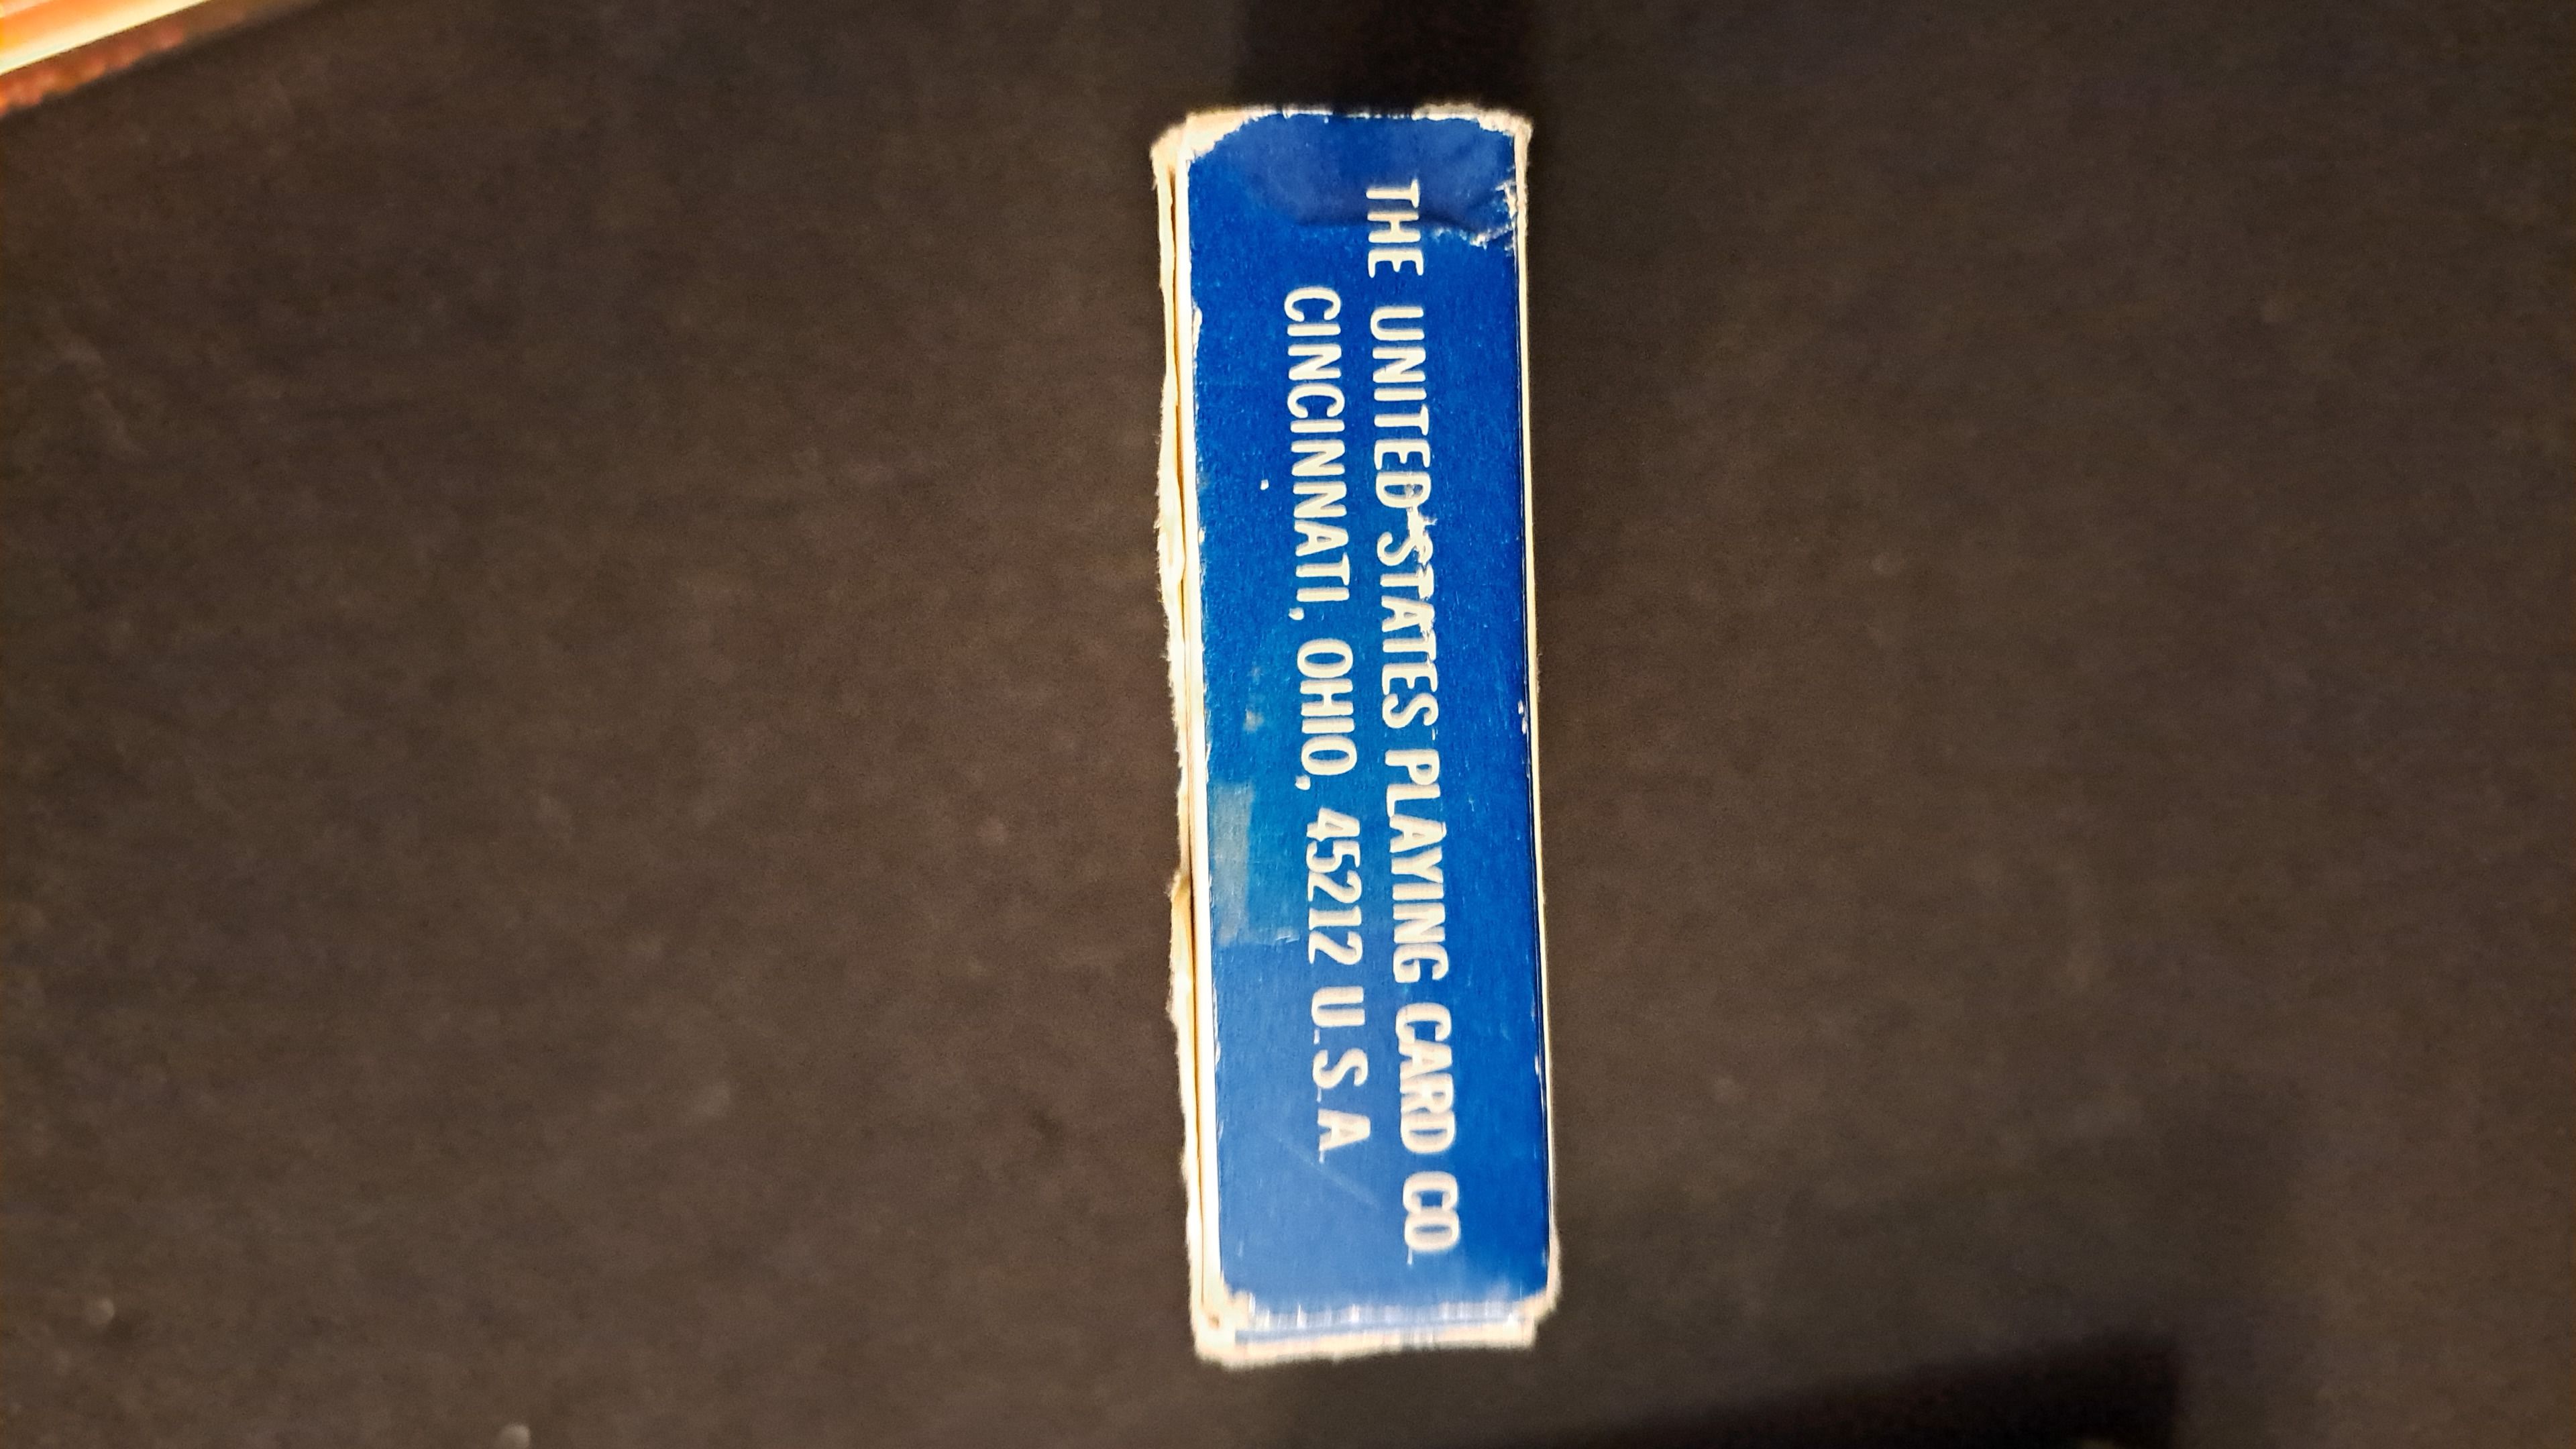 THE UNITED STATES PLAYING CARD CO.
CINCINNATI, OHIO, 45212 U.S.A.